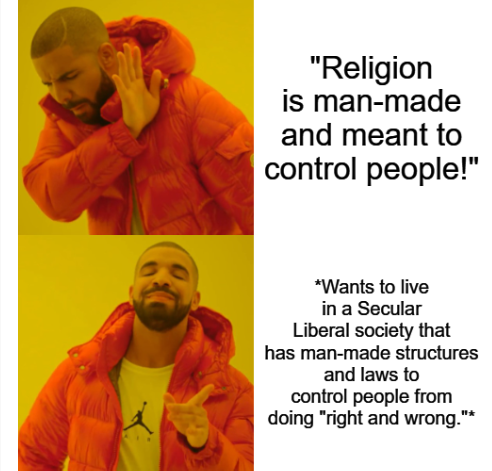 "Religion
is man-made
and meant to
control people!"
*Wants to live
in a Secular
Liberal society that
has man-made structures
and laws to
control people from
doing "right and wrong."*